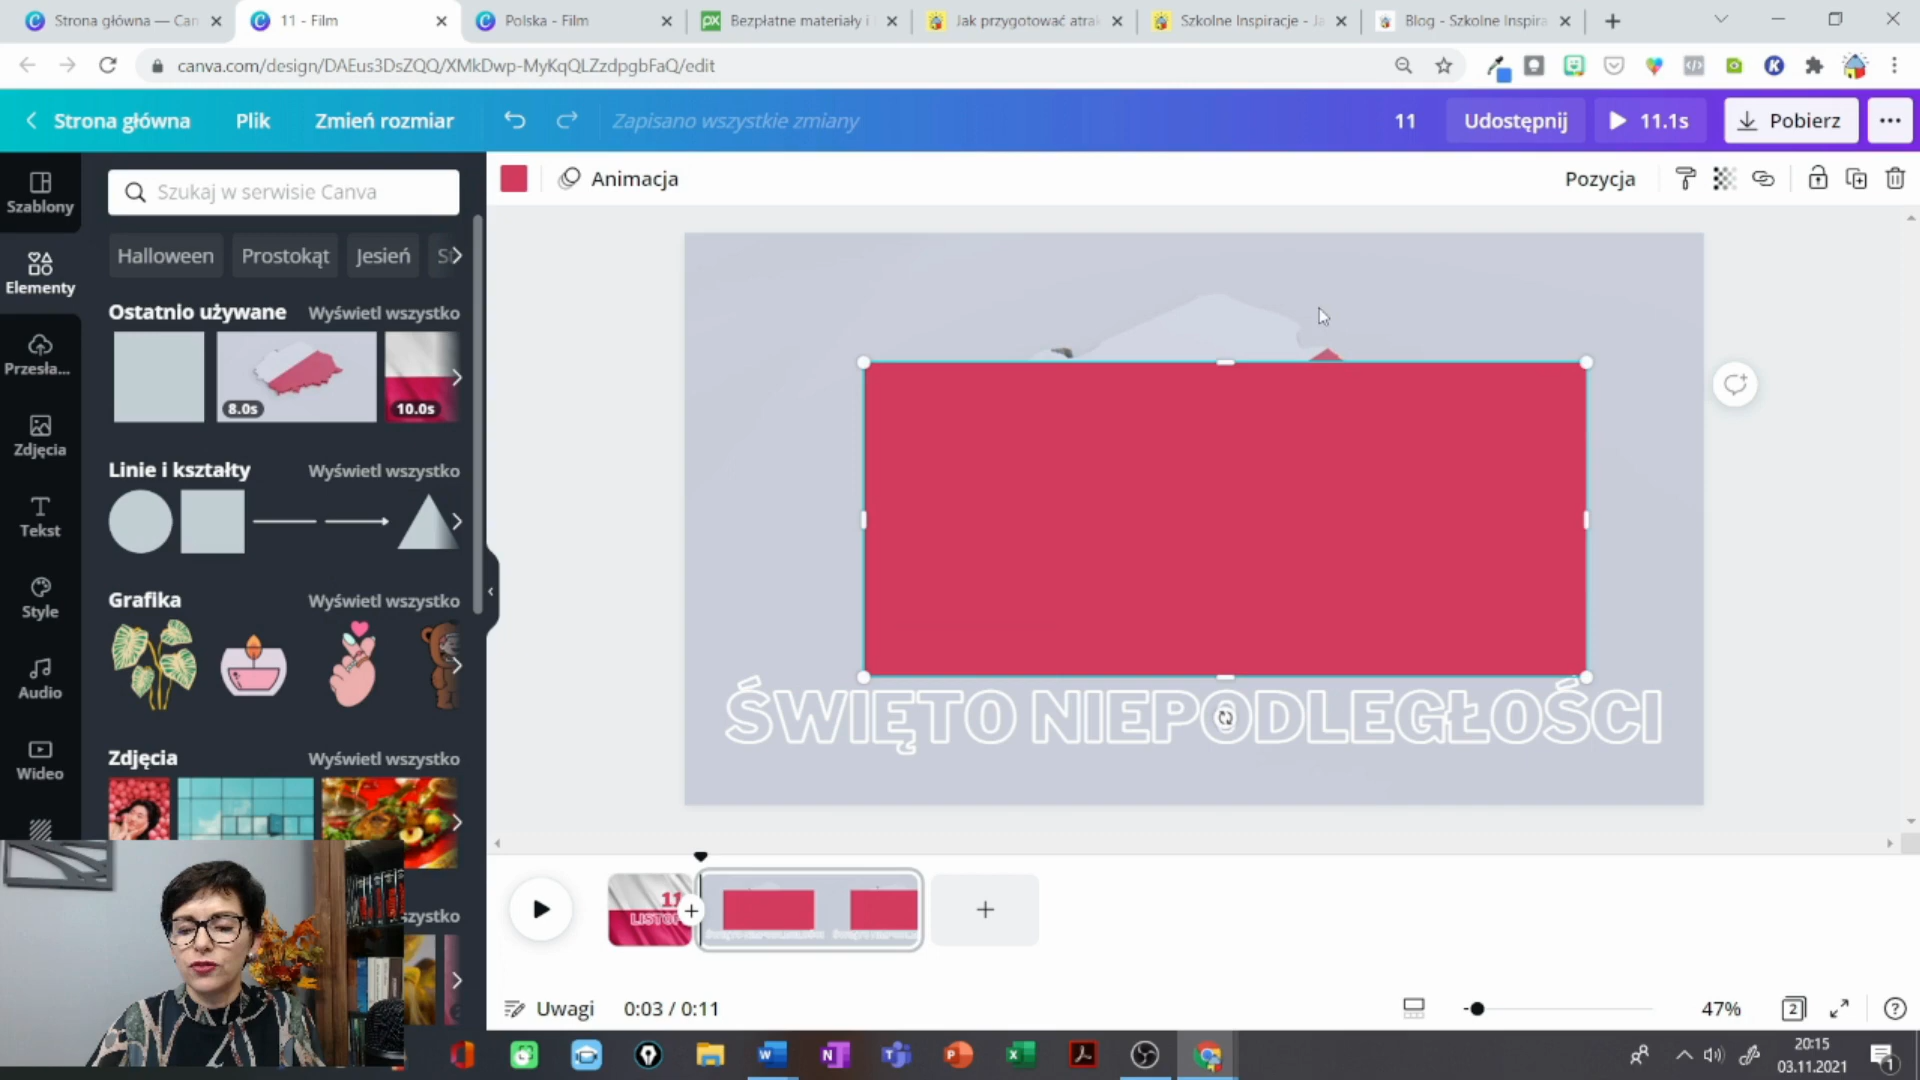 Strona główna — Can
11 - Film
Polska - Film
Bezpłatne materiały i
Jak przygotować atrak
Szkolne Inspiracje - Ja
Blog - Szkolne Inspira
canva.com/design/DAEus3DsZQQ/XMkDwp-MyKqQLZzdpgbFaQ/edit
Strona główna
Plik
Zmień rozmiar
Zapisano wszystkie zmiany
11
Udostępnij
11.1s
Pobierz
Szablony
Szukaj w serwisie Canva
Animacja
Pozycja
Halloween
Prostokąt
Jesień
Elementy
Ostatnio używane
Wyświetl wszystko
8.0s
10.0s
Przesła...
Zdjęcia
Linie i kształty
Wyświetl wszystko
Tekst
Style
Grafika
Wyświetl wszystko
Audio
Wideo
Zdjęcia
Wyświetl wszystko
ŚWIĘTO NIEPODLEGŁOŚCI
11
Uwagi
0:03 / 0:11
47%
2
20:15
03.11.2021
1